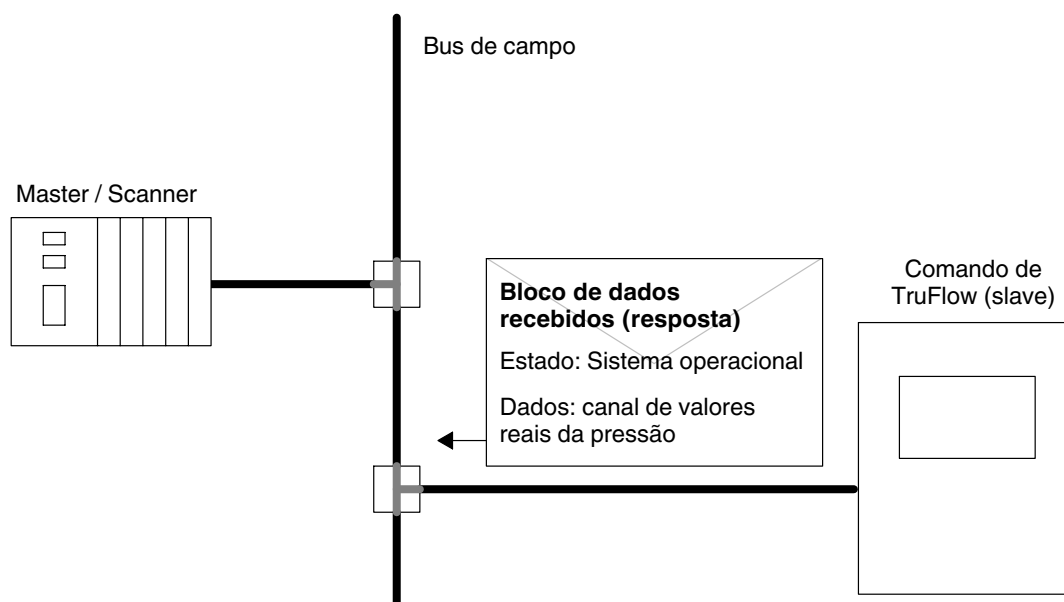 Bus de campo
Master / Scanner
Comando de
TruFlow (slave)
Bloco de dados
recebidos (resposta)
Estado: Sistema operacional
Dados: canal de valores
reais da pressão